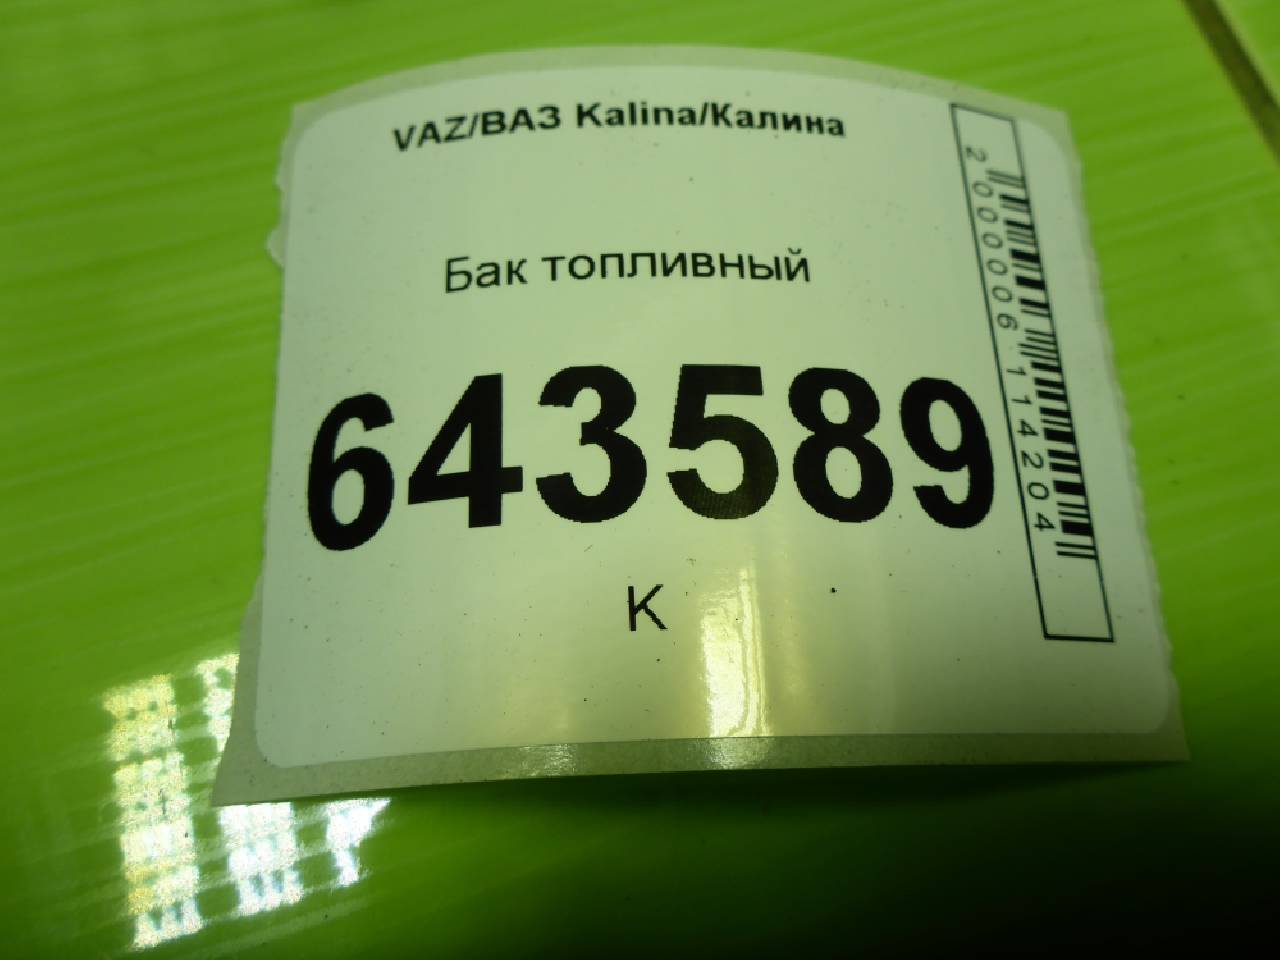 VAZ/ВАЗ Kalina/Калина
Бак топливный
643589
К
2000006114204